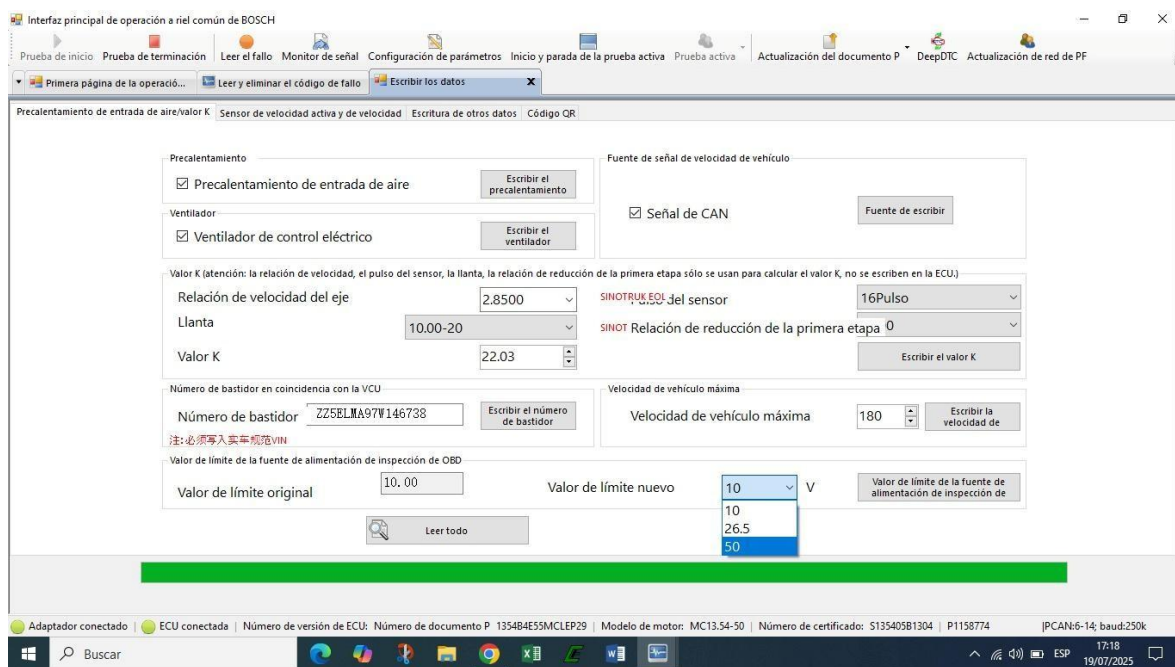 Interfaz principal de operación a riel común de BOSCH
Prueba de inicio Prueba de terminación Leer el fallo Monitor de señal Configuración de parámetros Inicio y parada de la prueba activa Prueba activa Actualización del documento P DeepDTC Actualización de red de PF
Primera página de la operació... Leer y eliminar el código de fallo Escribir los datos X
Precalentamiento de entrada de aire/valor K Sensor de velocidad activa y de velocidad Escritura de otros datos Código QR
Precalentamiento
Precalentamiento de entrada de aire
Escribir el
precalentamiento
Fuente de señal de velocidad de vehículo
Señal de CAN
Fuente de escribir
Ventilador
Ventilador de control eléctrico
Escribir el
ventilador
Valor K (atención: la relación de velocidad, el pulso del sensor, la llanta, la relación de reducción de la primera etapa sólo se usan para calcular el valor K, no se escriben en la ECU.)
Relación de velocidad del eje 2.8500 SINOTRUK EOL del sensor 16Pulso
Llanta 10.00-20 SINOT Relación de reducción de la primera etapa 0
Valor K 22.03 Escribir el valor K
Número de bastidor en coincidencia con la VCU
Número de bastidor ZZ5ELMA97W146738
Escribir el número
de bastidor
注:必须写入实车规范VIN
Velocidad de vehículo máxima
Velocidad de vehículo máxima 180
Escribir la
velocidad de
Valor de límite de la fuente de alimentación de inspección de OBD
Valor de límite original 10.00 Valor de límite nuevo 10 V
Valor de límite de la fuente de
alimentación de inspección de
10
26.5
50
Leer todo
Adaptador conectado | ECU conectada | Número de versión de ECU: Número de documento P 1354B4E55MCLEP29 | Modelo de motor: MC13.54-50 | Número de certificado: S135405B1304 | P1158774 |PCAN:6-14; baud:250k
Buscar
ESP
17:18
19/07/2025